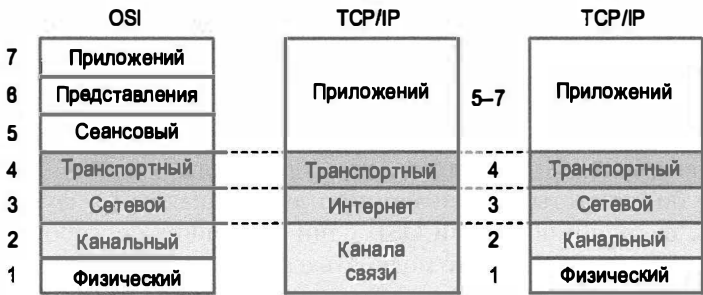 OSI TCP/IP TCP/IP
7 Приложений
6 Представления
5 Сеансовый
4 Транспортный
3 Сетевой
2 Канальный
1 Физический
Приложений
Транспортный
Интернет
Канала
связи
5–7 Приложений
4 Транспортный
3 Сетевой
2 Канальный
1 Физический